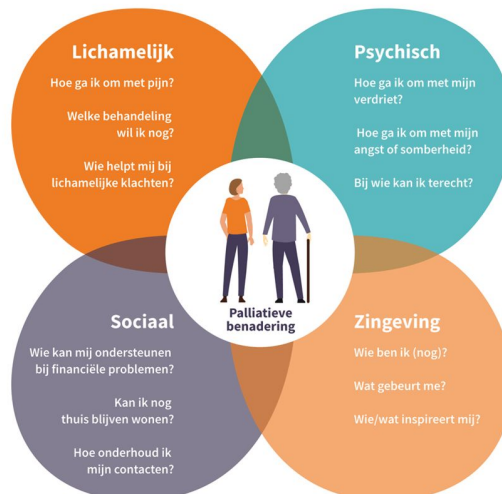 Lichamelijk
Hoe ga ik om met pijn?
Welke behandeling
wil ik nog?
Wie helpt mij bij
lichamelijke klachten?
Psychisch
Hoe ga ik om met mijn
verdriet?
Hoe ga ik om met mijn
angst of somberheid?
Bij wie kan ik terecht?
Palliatieve
benadering
Sociaal
Wie kan mij ondersteunen
bij financiële problemen?
Kan ik nog
thuis blijven wonen?
Hoe onderhoud ik
mijn contacten?
Zingeving
Wie ben ik (nog)?
Wat gebeurt me?
Wie/wat inspireert mij?